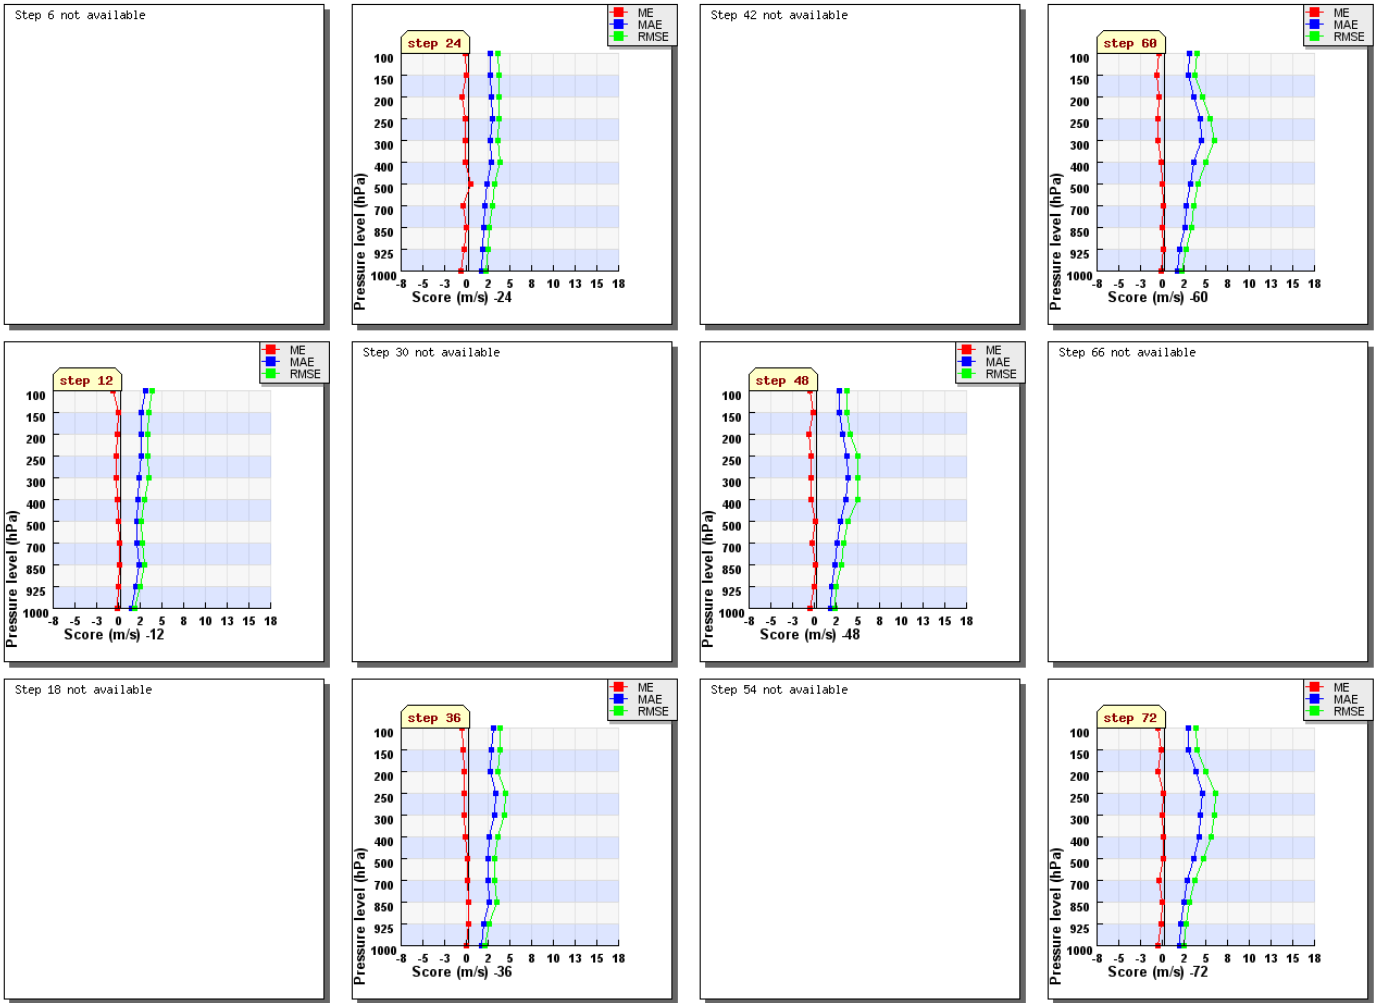 Step 6 not available
ME
MAE
RMSE
step 24
100
150
200
250
300
400
500
700
850
925
1000
Pressure level (hPa)
-8 -5 -3 0 2 5 8 10 13 15 18
Score (m/s) -24
Step 42 not available
ME
MAE
RMSE
step 60
100
150
200
250
300
400
500
700
850
925
1000
Pressure level (hPa)
-8 -5 -3 0 2 5 8 10 13 15 18
Score (m/s) -60
ME
MAE
RMSE
step 12
100
150
200
250
300
400
500
700
850
925
1000
Pressure level (hPa)
-8 -5 -3 0 2 5 8 10 13 15 18
Score (m/s) -12
Step 30 not available
ME
MAE
RMSE
step 48
100
150
200
250
300
400
500
700
850
925
1000
Pressure level (hPa)
-8 -5 -3 0 2 5 8 10 13 15 18
Score (m/s) -48
Step 66 not available
Step 18 not available
ME
MAE
RMSE
step 36
100
150
200
250
300
400
500
700
850
925
1000
Pressure level (hPa)
-8 -5 -3 0 2 5 8 10 13 15 18
Score (m/s) -36
Step 54 not available
ME
MAE
RMSE
step 72
100
150
200
250
300
400
500
700
850
925
1000
Pressure level (hPa)
-8 -5 -3 0 2 5 8 10 13 15 18
Score (m/s) -72